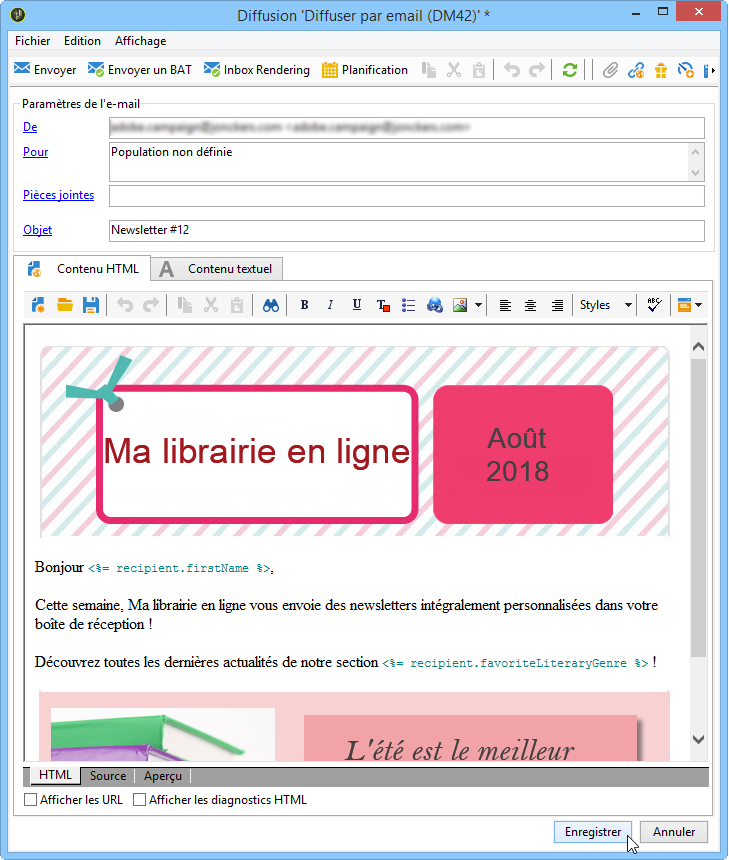 Diffusion 'Diffuser par email (DM42)' *
Fichier Edition Affichage
Envoyer Envoyer un BAT Inbox Rendering Planification
Paramètres de l'e-mail
De
Pour Population non définie
Pièces jointes
Objet Newsletter #12
Contenu HTML A Contenu textuel
B I U T Styles ABC
Ma librairie en ligne
Août
2018
Bonjour <%= recipient.firstName %>,
Cette semaine, Ma librairie en ligne vous envoie des newsletters intégralement personnalisées dans votre
boîte de réception !
Découvrez toutes les dernières actualités de notre section <%= recipient.favoriteLiteraryGenre %> !
L'été est le meilleur
HTML Source Aperçu
Afficher les URL Afficher les diagnostics HTML
Enregistrer Annuler